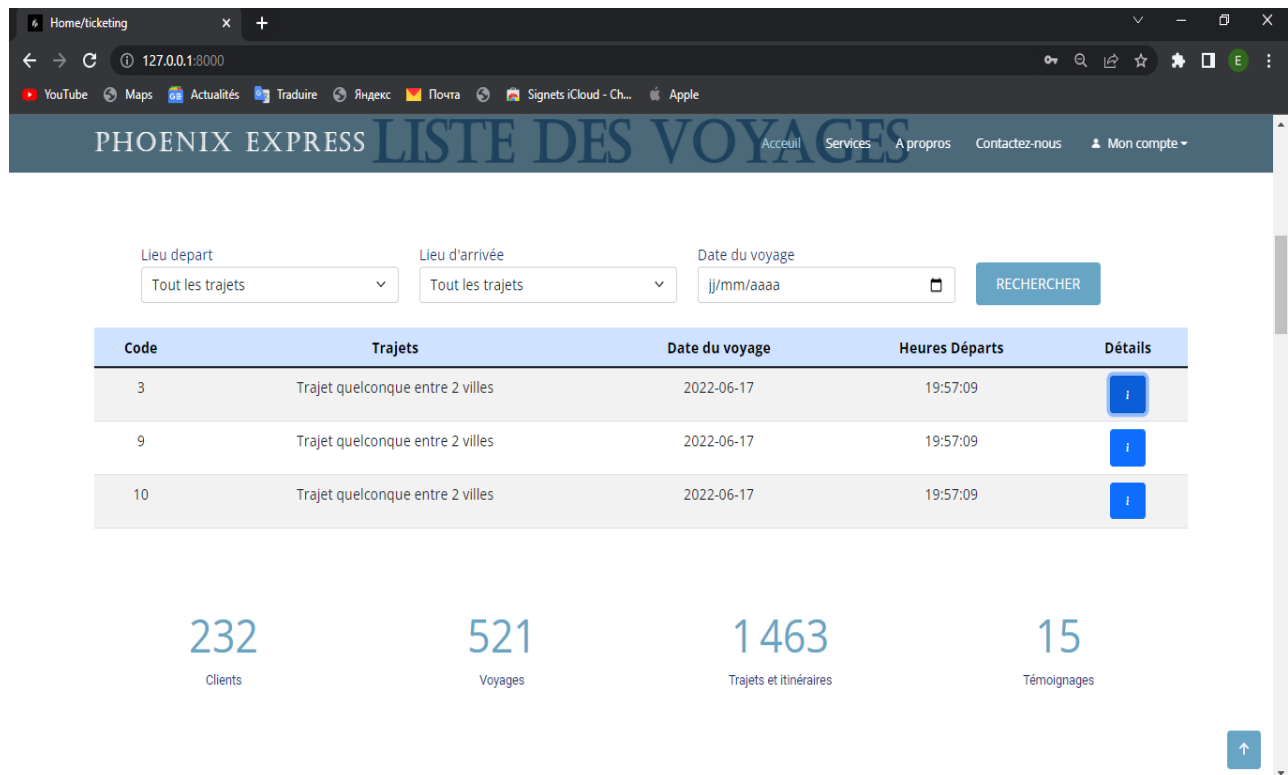 Home/ticketing
127.0.0.1:8000
E
YouTube Maps Actualités Traduire Яндекс Почта Signets iCloud - Ch... Apple
PHOENIX EXPRESS LISTE DES VOYAGES Acceuil Services A propros Contactez-nous Mon compte
Lieu depart Lieu d'arrivée Date du voyage
Tout les trajets Tout les trajets jj/mm/aaaa RECHERCHER
Code Trajets Date du voyage Heures Départs Détails
3 Trajet quelconque entre 2 villes 2022-06-17 19:57:09 i
9 Trajet quelconque entre 2 villes 2022-06-17 19:57:09 i
10 Trajet quelconque entre 2 villes 2022-06-17 19:57:09 i
232 521 1 463 15
Clients Voyages Trajets et itinéraires Témoignages